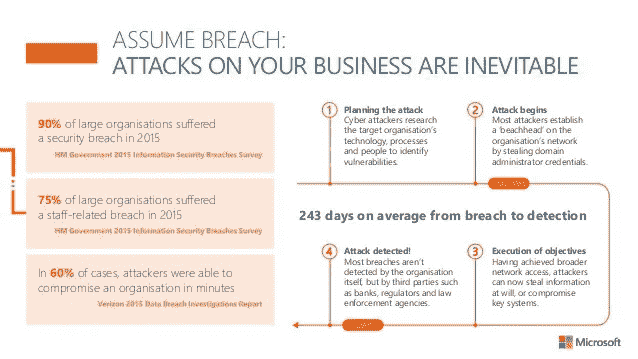 ASSUME BREACH:
ATTACKS ON YOUR BUSINESS ARE INEVITABLE
90% of large organisations suffered
a security breach in 2015
HM Government 2015 Information Security Breaches Survey
75% of large organisations suffered
a staff-related breach in 2015
HM Government 2015 Information Security Breaches Survey
In 60% of cases, attackers were able to
compromise an organisation in minutes
Verizon 2015 Data Breach Investigations Report
1 Planning the attack
Cyber attackers research
the target organisation's
technology, processes
and people to identify
vulnerabilities.
2 Attack begins
Most attackers establish
a 'beachhead' on the
organisation's network
by stealing domain
administrator credentials.
243 days on average from breach to detection
4 Attack detected!
Most breaches aren't
detected by the organisation
itself, but by third parties such
as banks, regulators and law
enforcement agencies.
3 Execution of objectives
Having achieved broader
network access, attackers
can now steal information
at will, or compromise
key systems.
Microsoft